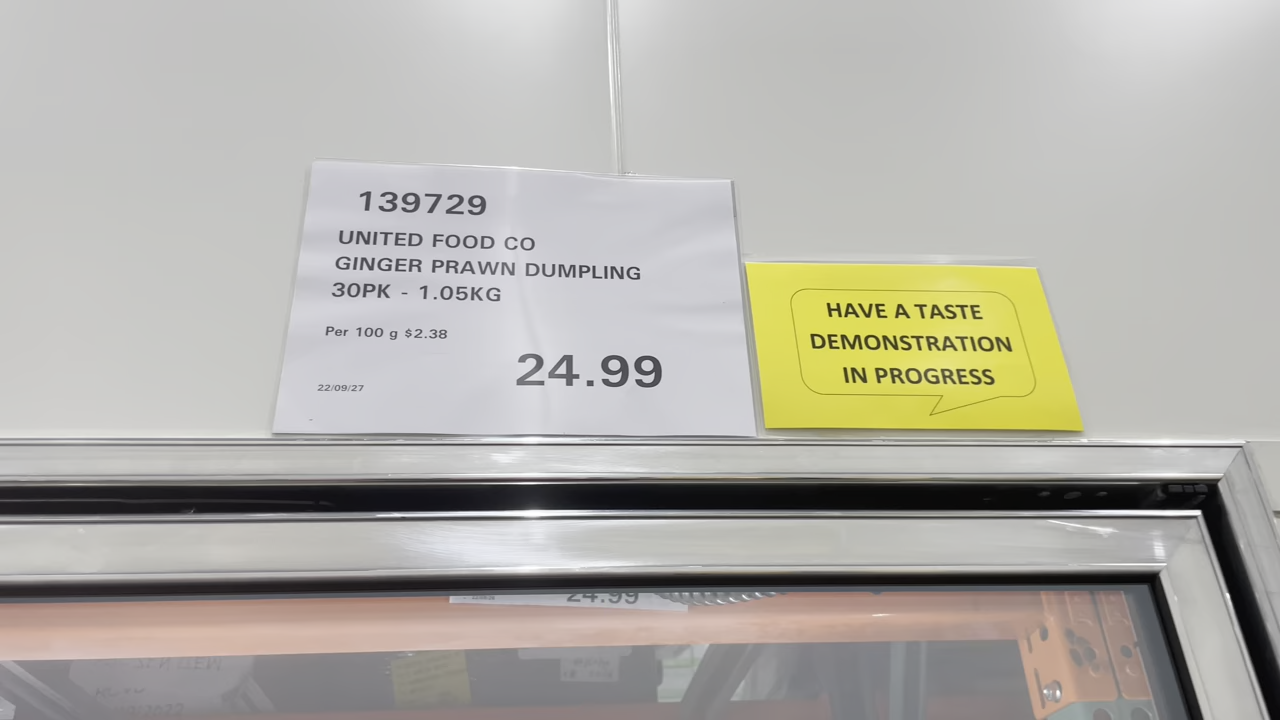 139729
UNITED FOOD CO
GINGER PRAWN DUMPLING
30PK - 1.05KG
Per 100 g $2.38
24.99
22/09/27
HAVE A TASTE
DEMONSTRATION
IN PROGRESS
24.99